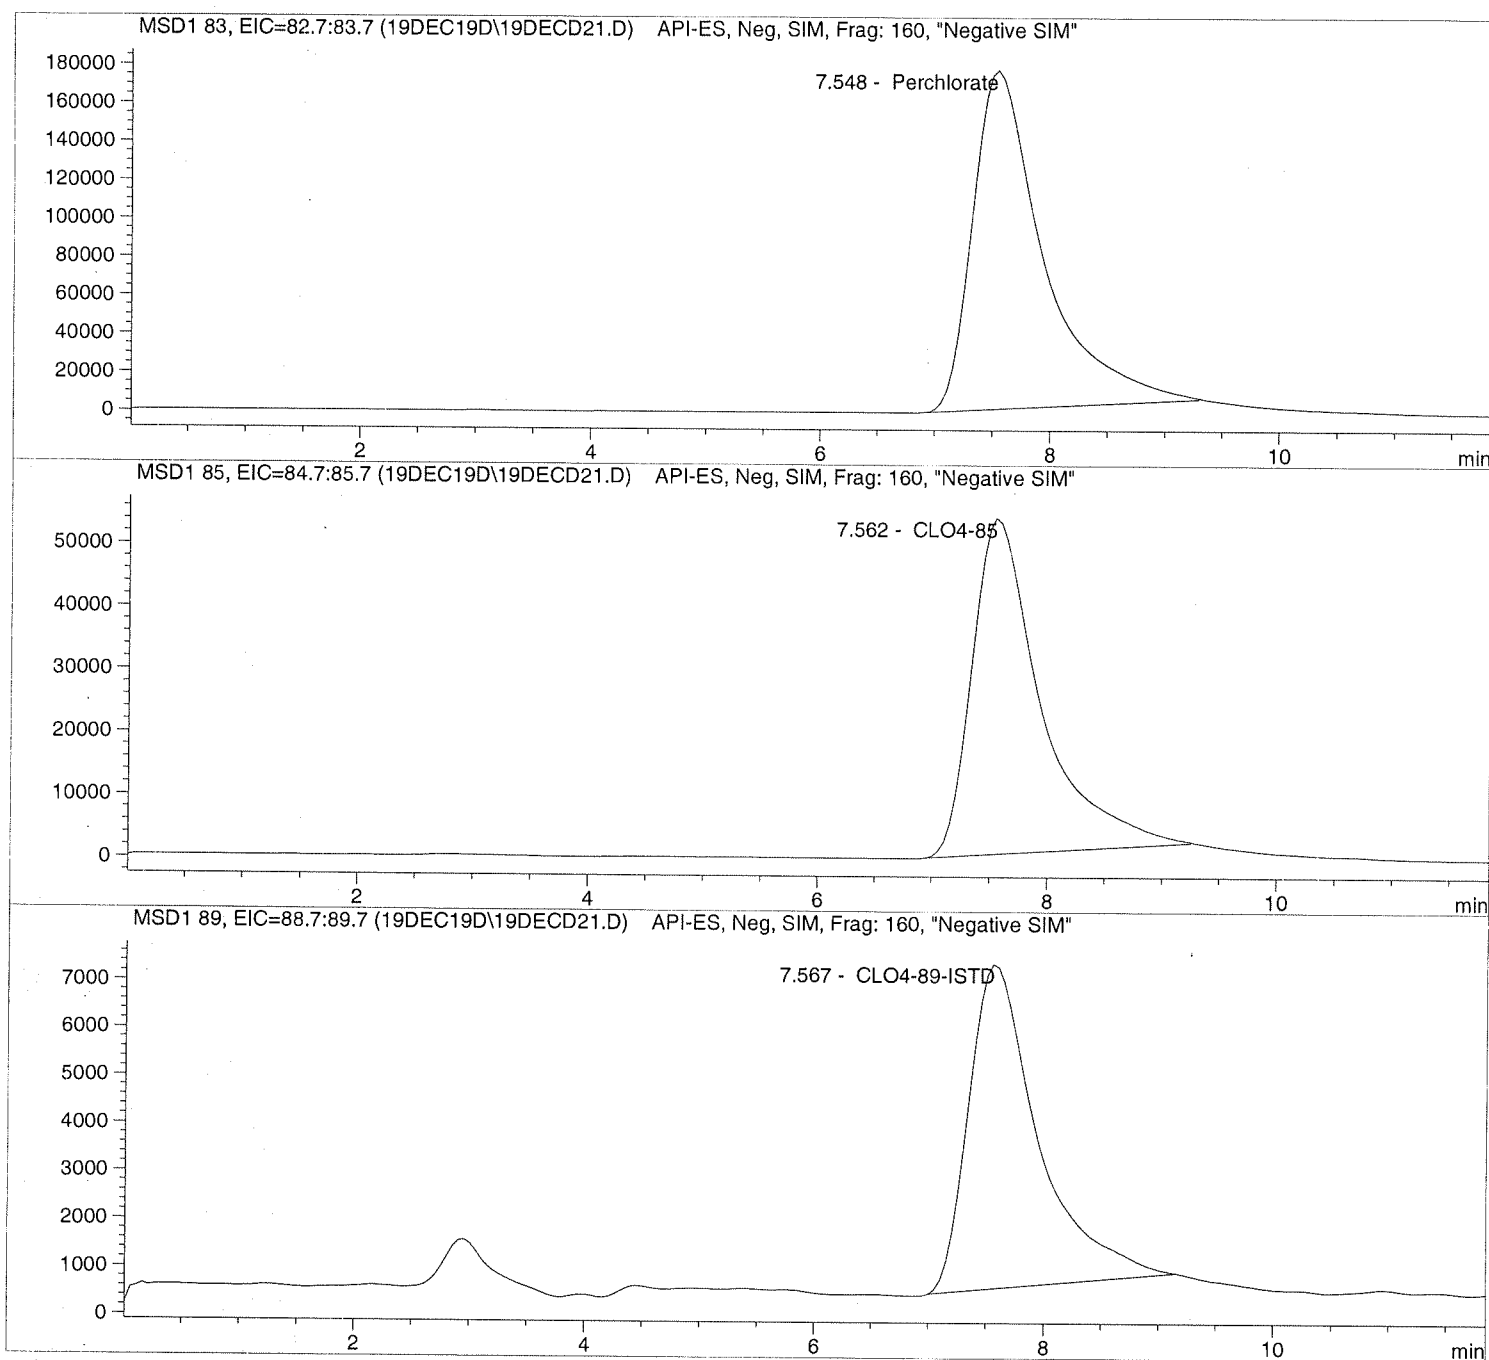 MSD1 83, EIC=82.7:83.7 (19DEC19D\19DECD21.D) API-ES, Neg, SIM, Frag: 160, "Negative SIM"
7.548 - Perchlorate
180000
160000
140000
120000
100000
80000
60000
40000
20000
0
2 4 6 8 10 min
MSD1 85, EIC=84.7:85.7 (19DEC19D\19DECD21.D) API-ES, Neg, SIM, Frag: 160, "Negative SIM"
7.562 - CLO4-85
50000
40000
30000
20000
10000
0
2 4 6 8 10 min
MSD1 89, EIC=88.7:89.7 (19DEC19D\19DECD21.D) API-ES, Neg, SIM, Frag: 160, "Negative SIM"
7.567 - CLO4-89-ISTD
7000
6000
5000
4000
3000
2000
1000
0
2 4 6 8 10 min